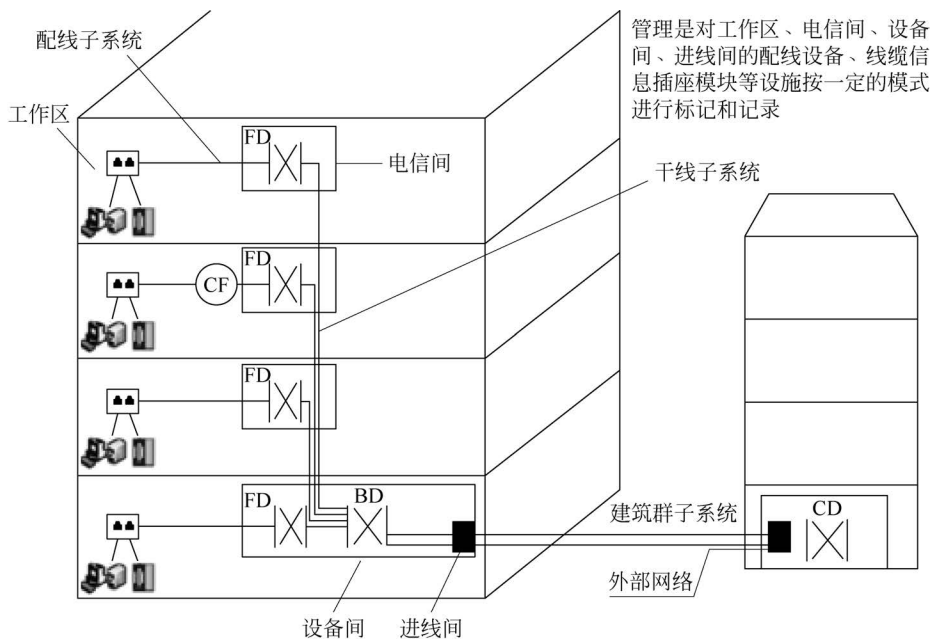 配线子系统
管理是对工作区、电信间、设备
间、进线间的配线设备、线缆信
息插座模块等设施按一定的模式
进行标记和记录
工作区
FD
电信间
干线子系统
FD
CF
FD
FD
BD
建筑群子系统
CD
外部网络
设备间
进线间